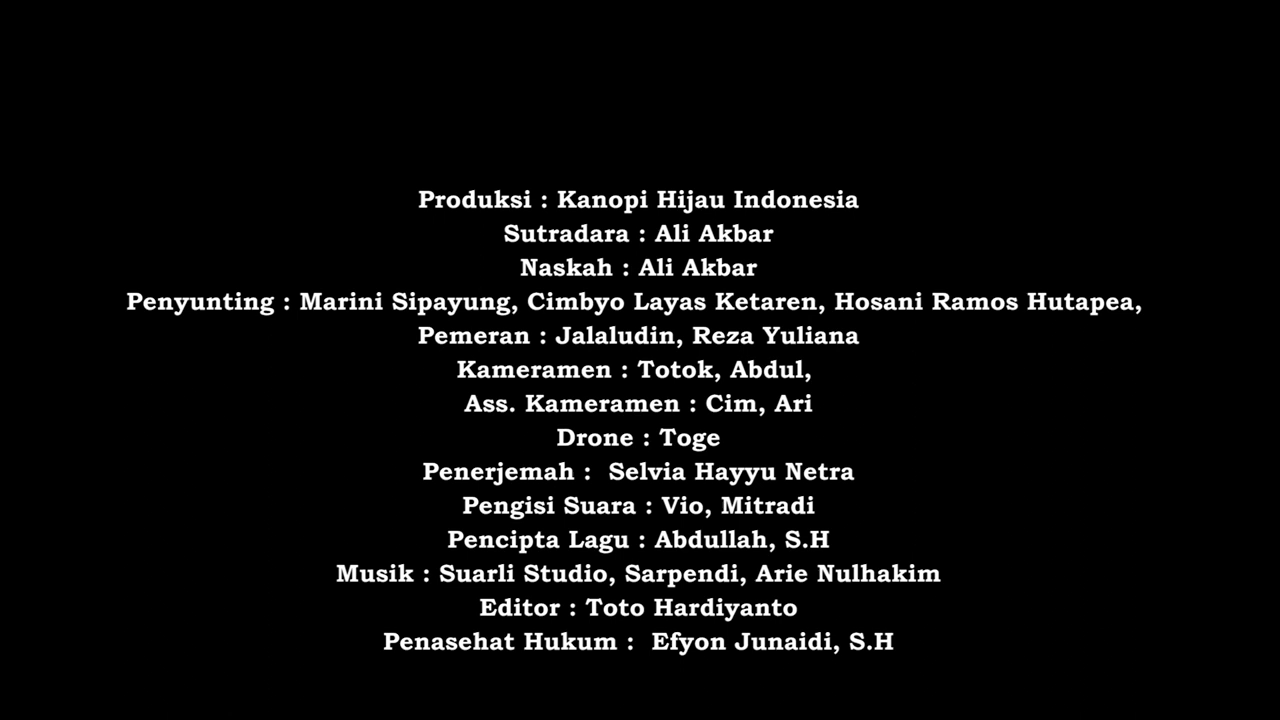 Produksi : Kanopi Hijau Indonesia
Sutradara : Ali Akbar
Naskah : Ali Akbar
Penyunting : Marini Sipayung, Cimbyo Layas Ketaren, Hosani Ramos Hutapea,
Pemeran : Jalaludin, Reza Yuliana
Kameramen : Totok, Abdul,
Ass. Kameramen : Cim, Ari
Drone : Toge
Penerjemah :  Selvia Hayyu Netra
Pengisi Suara : Vio, Mitradi
Pencipta Lagu : Abdullah, S.H
Musik : Suarli Studio, Sarpendi, Arie Nulhakim
Editor : Toto Hardiyanto
Penasehat Hukum :  Efyon Junaidi, S.H